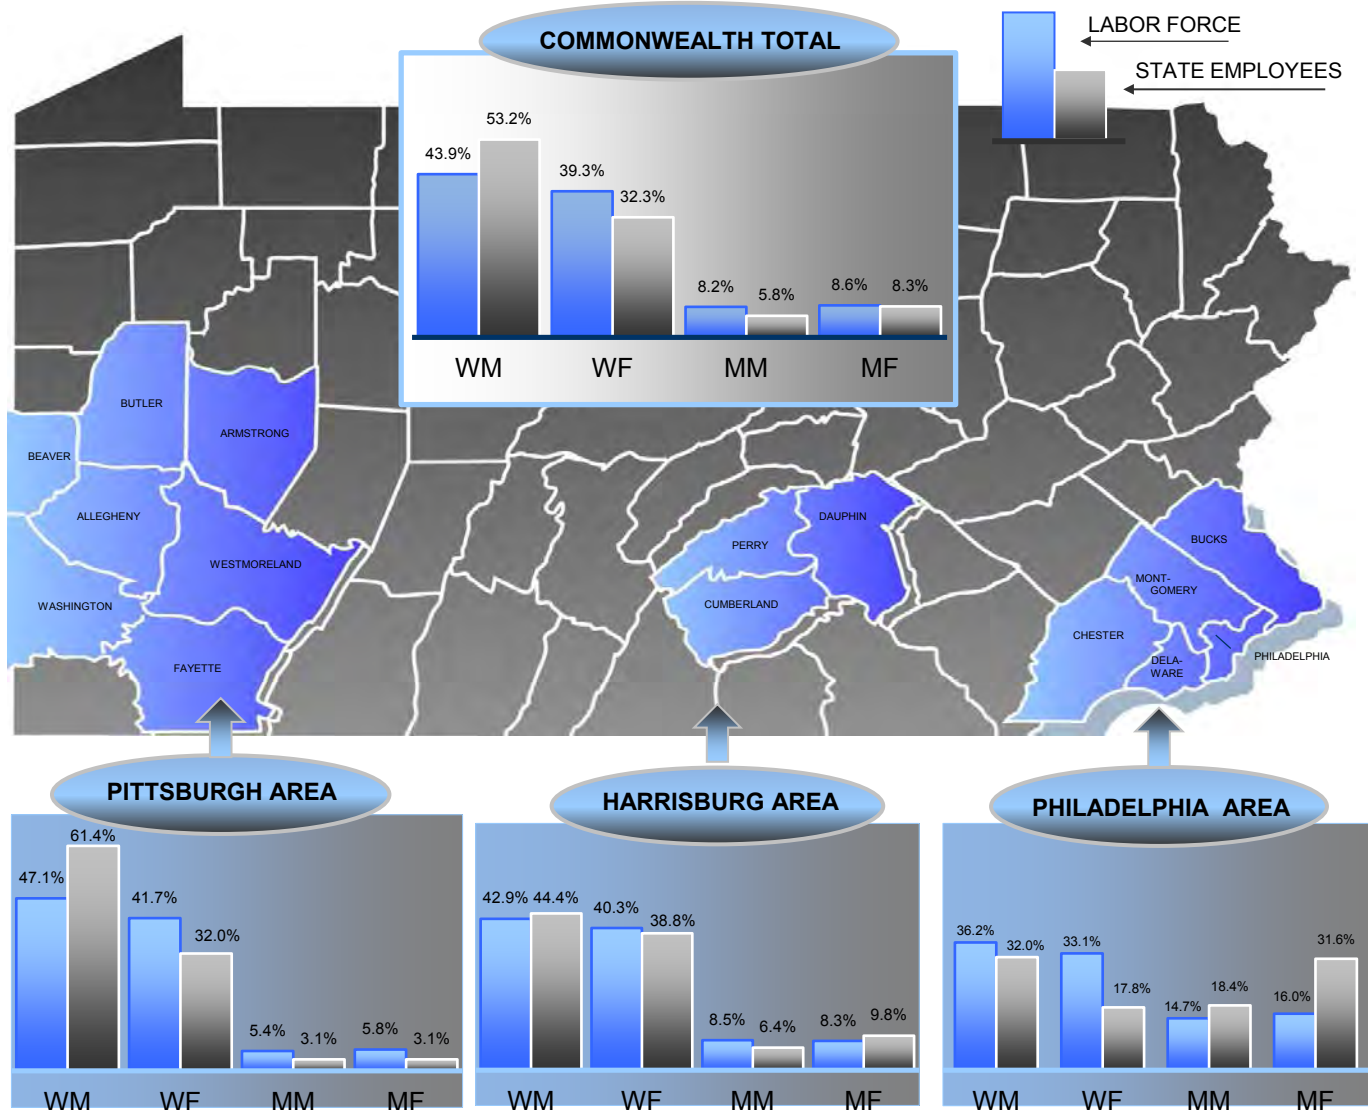 COMMONWEALTH TOTAL
LABOR FORCE
STATE EMPLOYEES
53.2%
43.9%
39.3%
32.3%
8.2%
5.8%
8.6%
8.3%
WM
WF
MM
MF
BUTLER
ARMSTRONG
BEAVER
ALLEGHENY
WESTMORELAND
WASHINGTON
FAYETTE
DAUPHIN
PERRY
CUMBERLAND
BUCKS
MONT-
GOMERY
CHESTER
DELA-
WARE
PHILADELPHIA
PITTSBURGH AREA
61.4%
47.1%
41.7%
32.0%
5.4%
3.1%
5.8%
3.1%
WM
WF
MM
MF
HARRISBURG AREA
42.9%
44.4%
40.3%
38.8%
8.5%
6.4%
8.3%
9.8%
WM
WF
MM
MF
PHILADELPHIA AREA
36.2%
32.0%
33.1%
17.8%
14.7%
18.4%
16.0%
31.6%
WM
WF
MM
MF